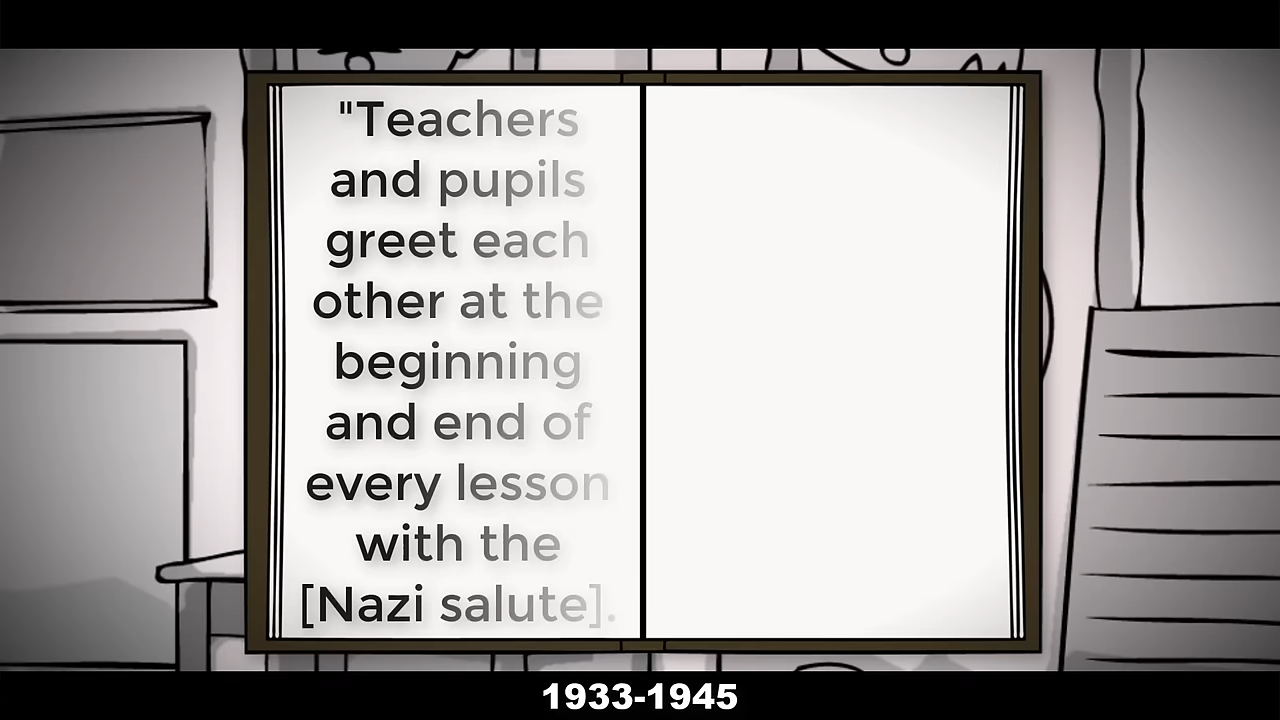 "Teachers
and pupils
greet each
other at the
beginning
and end of
every lesson
with the
[Nazi salute].
1933-1945